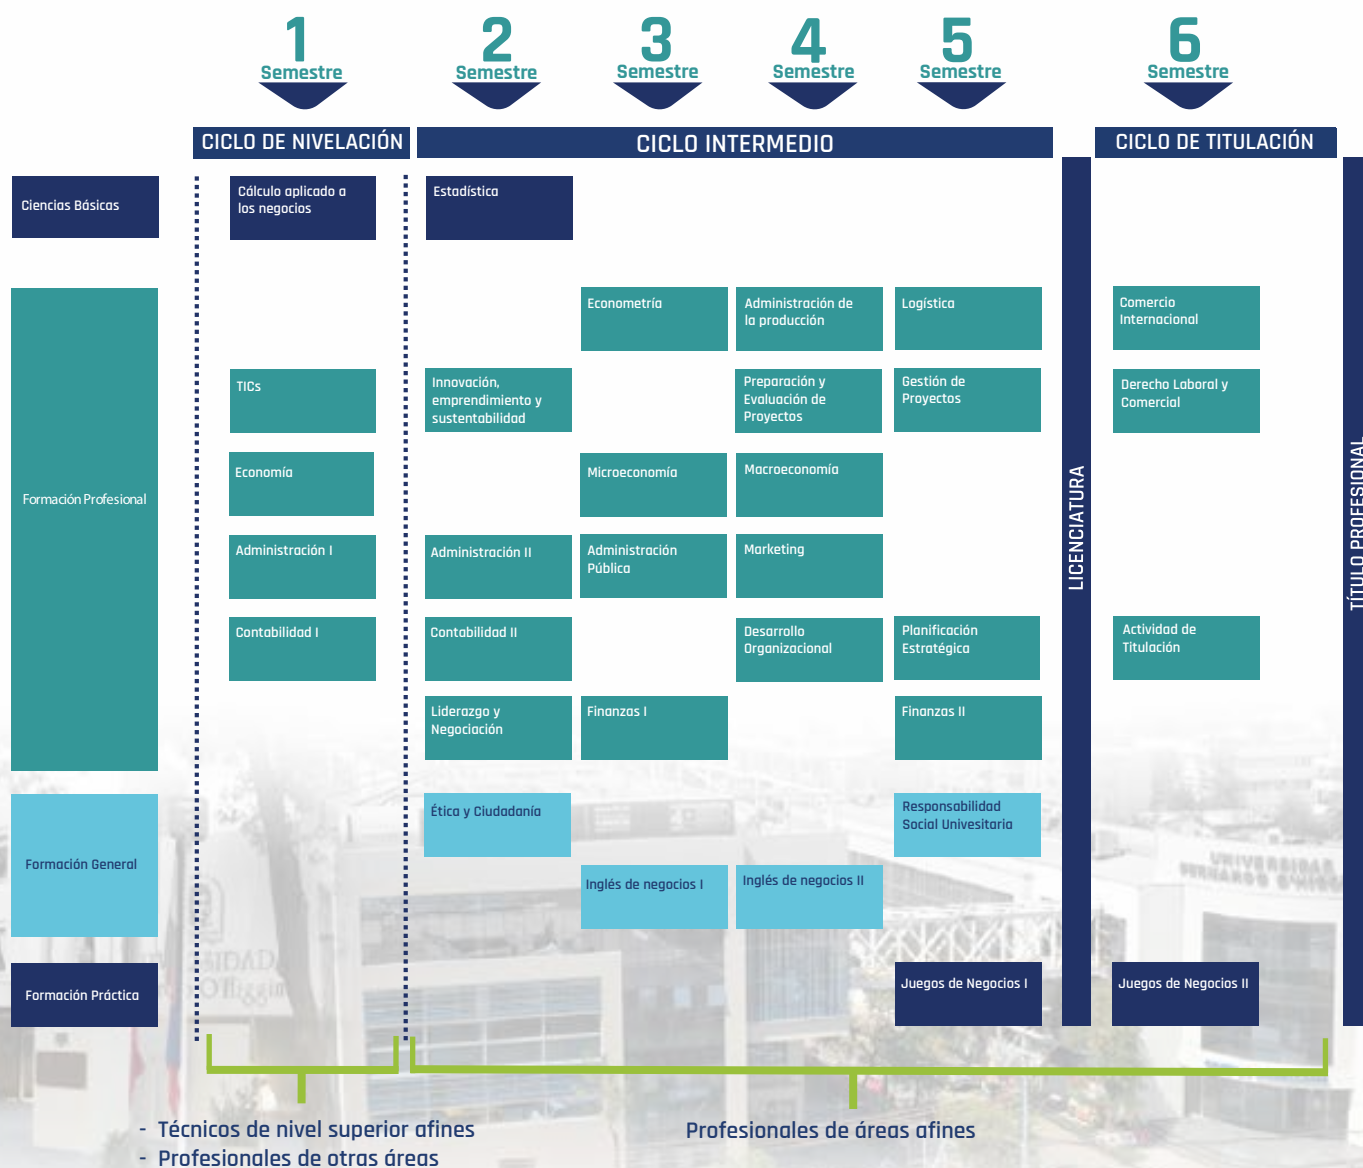 1
Semestre
2
Semestre
3
Semestre
4
Semestre
5
Semestre
6
Semestre
CICLO DE NIVELACIÓN
CICLO INTERMEDIO
CICLO DE TITULACIÓN
Ciencias Básicas
Cálculo aplicado a
los negocios
Estadística
Formación Profesional
Econometría
Administración de
la producción
Logística
Comercio
Internacional
TICs
Innovación,
emprendimiento y
sustentabilidad
Preparación y
Evaluación de
Proyectos
Gestión de
Proyectos
Derecho Laboral y
Comercial
Economía
Microeconomía
Macroeconomía
Administración I
Administración II
Administración
Pública
Marketing
Contabilidad I
Contabilidad II
Desarrollo
Organizacional
Planificación
Estratégica
Actividad de
Titulación
Liderazgo y
Negociación
Finanzas I
Finanzas II
LICENCIATURA
TÍTULO PROFESIONAL
Formación General
Ética y Ciudadanía
Responsabilidad
Social Univesitaria
Inglés de negocios I
Inglés de negocios II
UNIVERSIDAD
Formación Práctica
Juegos de Negocios I
Juegos de Negocios II
- Técnicos de nivel superior afines
- Profesionales de otras áreas
Profesionales de áreas afines